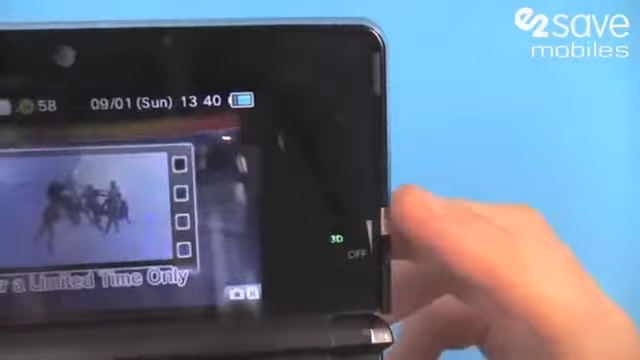 e2save
mobiles
58
09/01 (Sun) 13 40
a Limited Time Only
3D
OFF